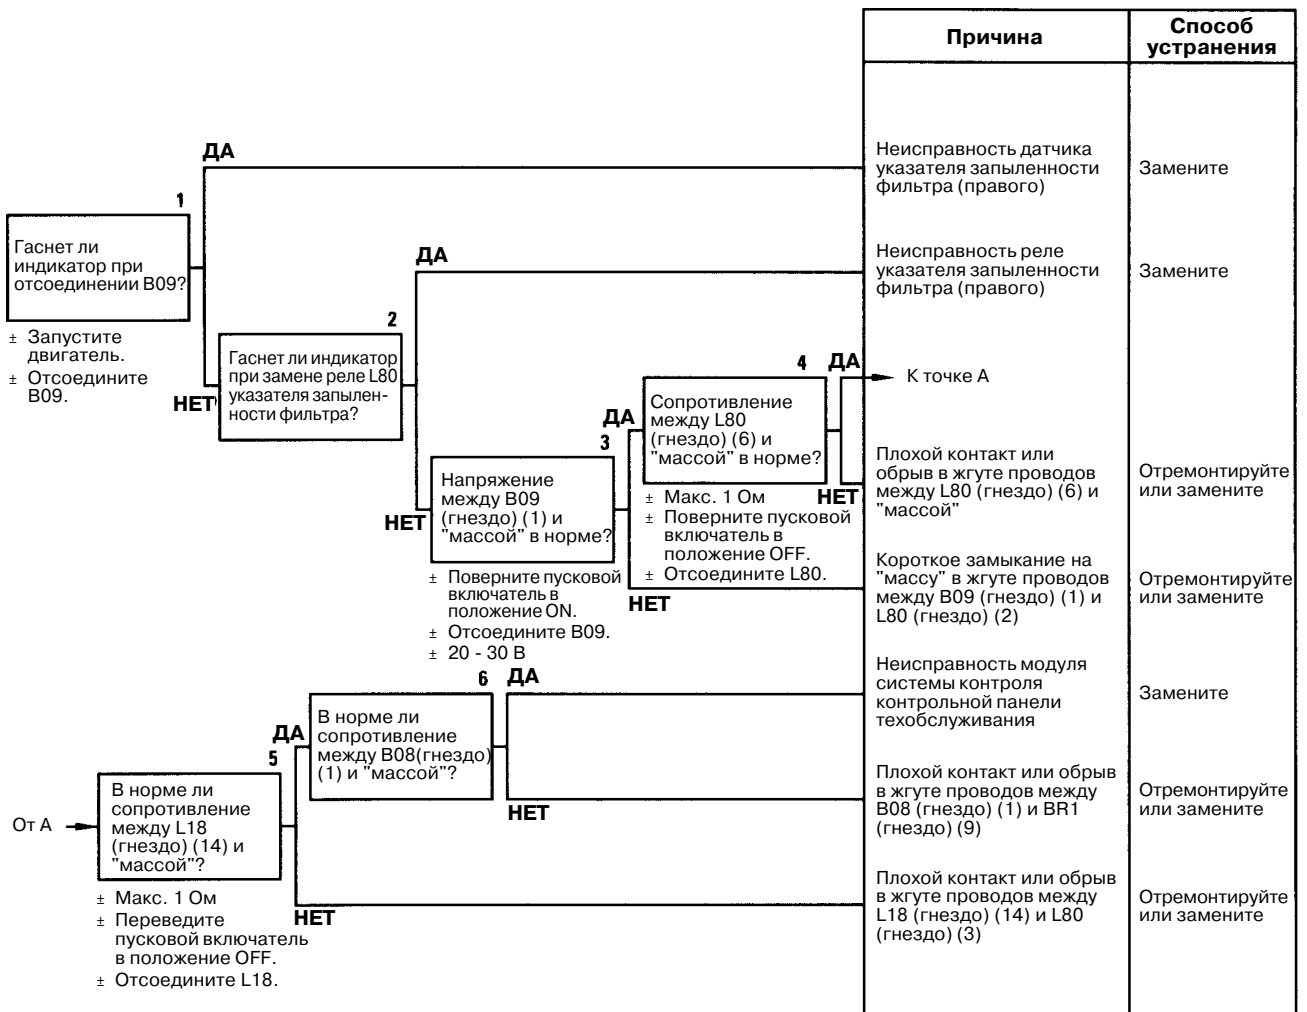 Причина
Способ
устранения
ДА
Неисправность датчика
указателя запыленности
фильтра (правого)
Замените
1
Гаснет ли
индикатор при
отсоединении В09?
± Запустите
двигатель.
± Отсоедините
В09.
ДА
Неисправность реле
указателя запыленности
фильтра (правого)
Замените
НЕТ
2
Гаснет ли индикатор
при замене реле L80
указателя запылен-
ности фильтра?
4
ДА
К точке А
ДА
Сопротивление
между L80
(гнездо) (6) и
"массой" в норме?
± Макс. 1 Ом
± Поверните пусковой
включатель в
положение OFF.
± Отсоедините L80.
НЕТ
Плохой контакт или
обрыв в жгуте проводов
между L80 (гнездо) (6) и
"массой"
Отремонтируйте
или замените
НЕТ
3
Напряжение
между В09
(гнездо) (1) и
"массой" в норме?
± Поверните пусковой
включатель в
положение ON.
± Отсоедините В09.
± 20 - 30 В
НЕТ
Короткое замыкание на
"массу" в жгуте проводов
между В09 (гнездо) (1) и
L80 (гнездо) (2)
Отремонтируйте
или замените
6
ДА
Неисправность модуля
системы контроля
контрольной панели
техобслуживания
Замените
ДА
В норме ли
сопротивление
между В08(гнездо)
(1) и "массой"?
НЕТ
Плохой контакт или обрыв
в жгуте проводов между
В08 (гнездо) (1) и BR1
(гнездо) (9)
Отремонтируйте
или замените
От А
5
В норме ли
сопротивление
между L18
(гнездо) (14) и
"массой"?
± Макс. 1 Ом
± Переведите
пусковой включатель
в положение OFF.
± Отсоедините L18.
НЕТ
Плохой контакт или обрыв
в жгуте проводов между
L18 (гнездо) (14) и L80
(гнездо) (3)
Отремонтируйте
или замените